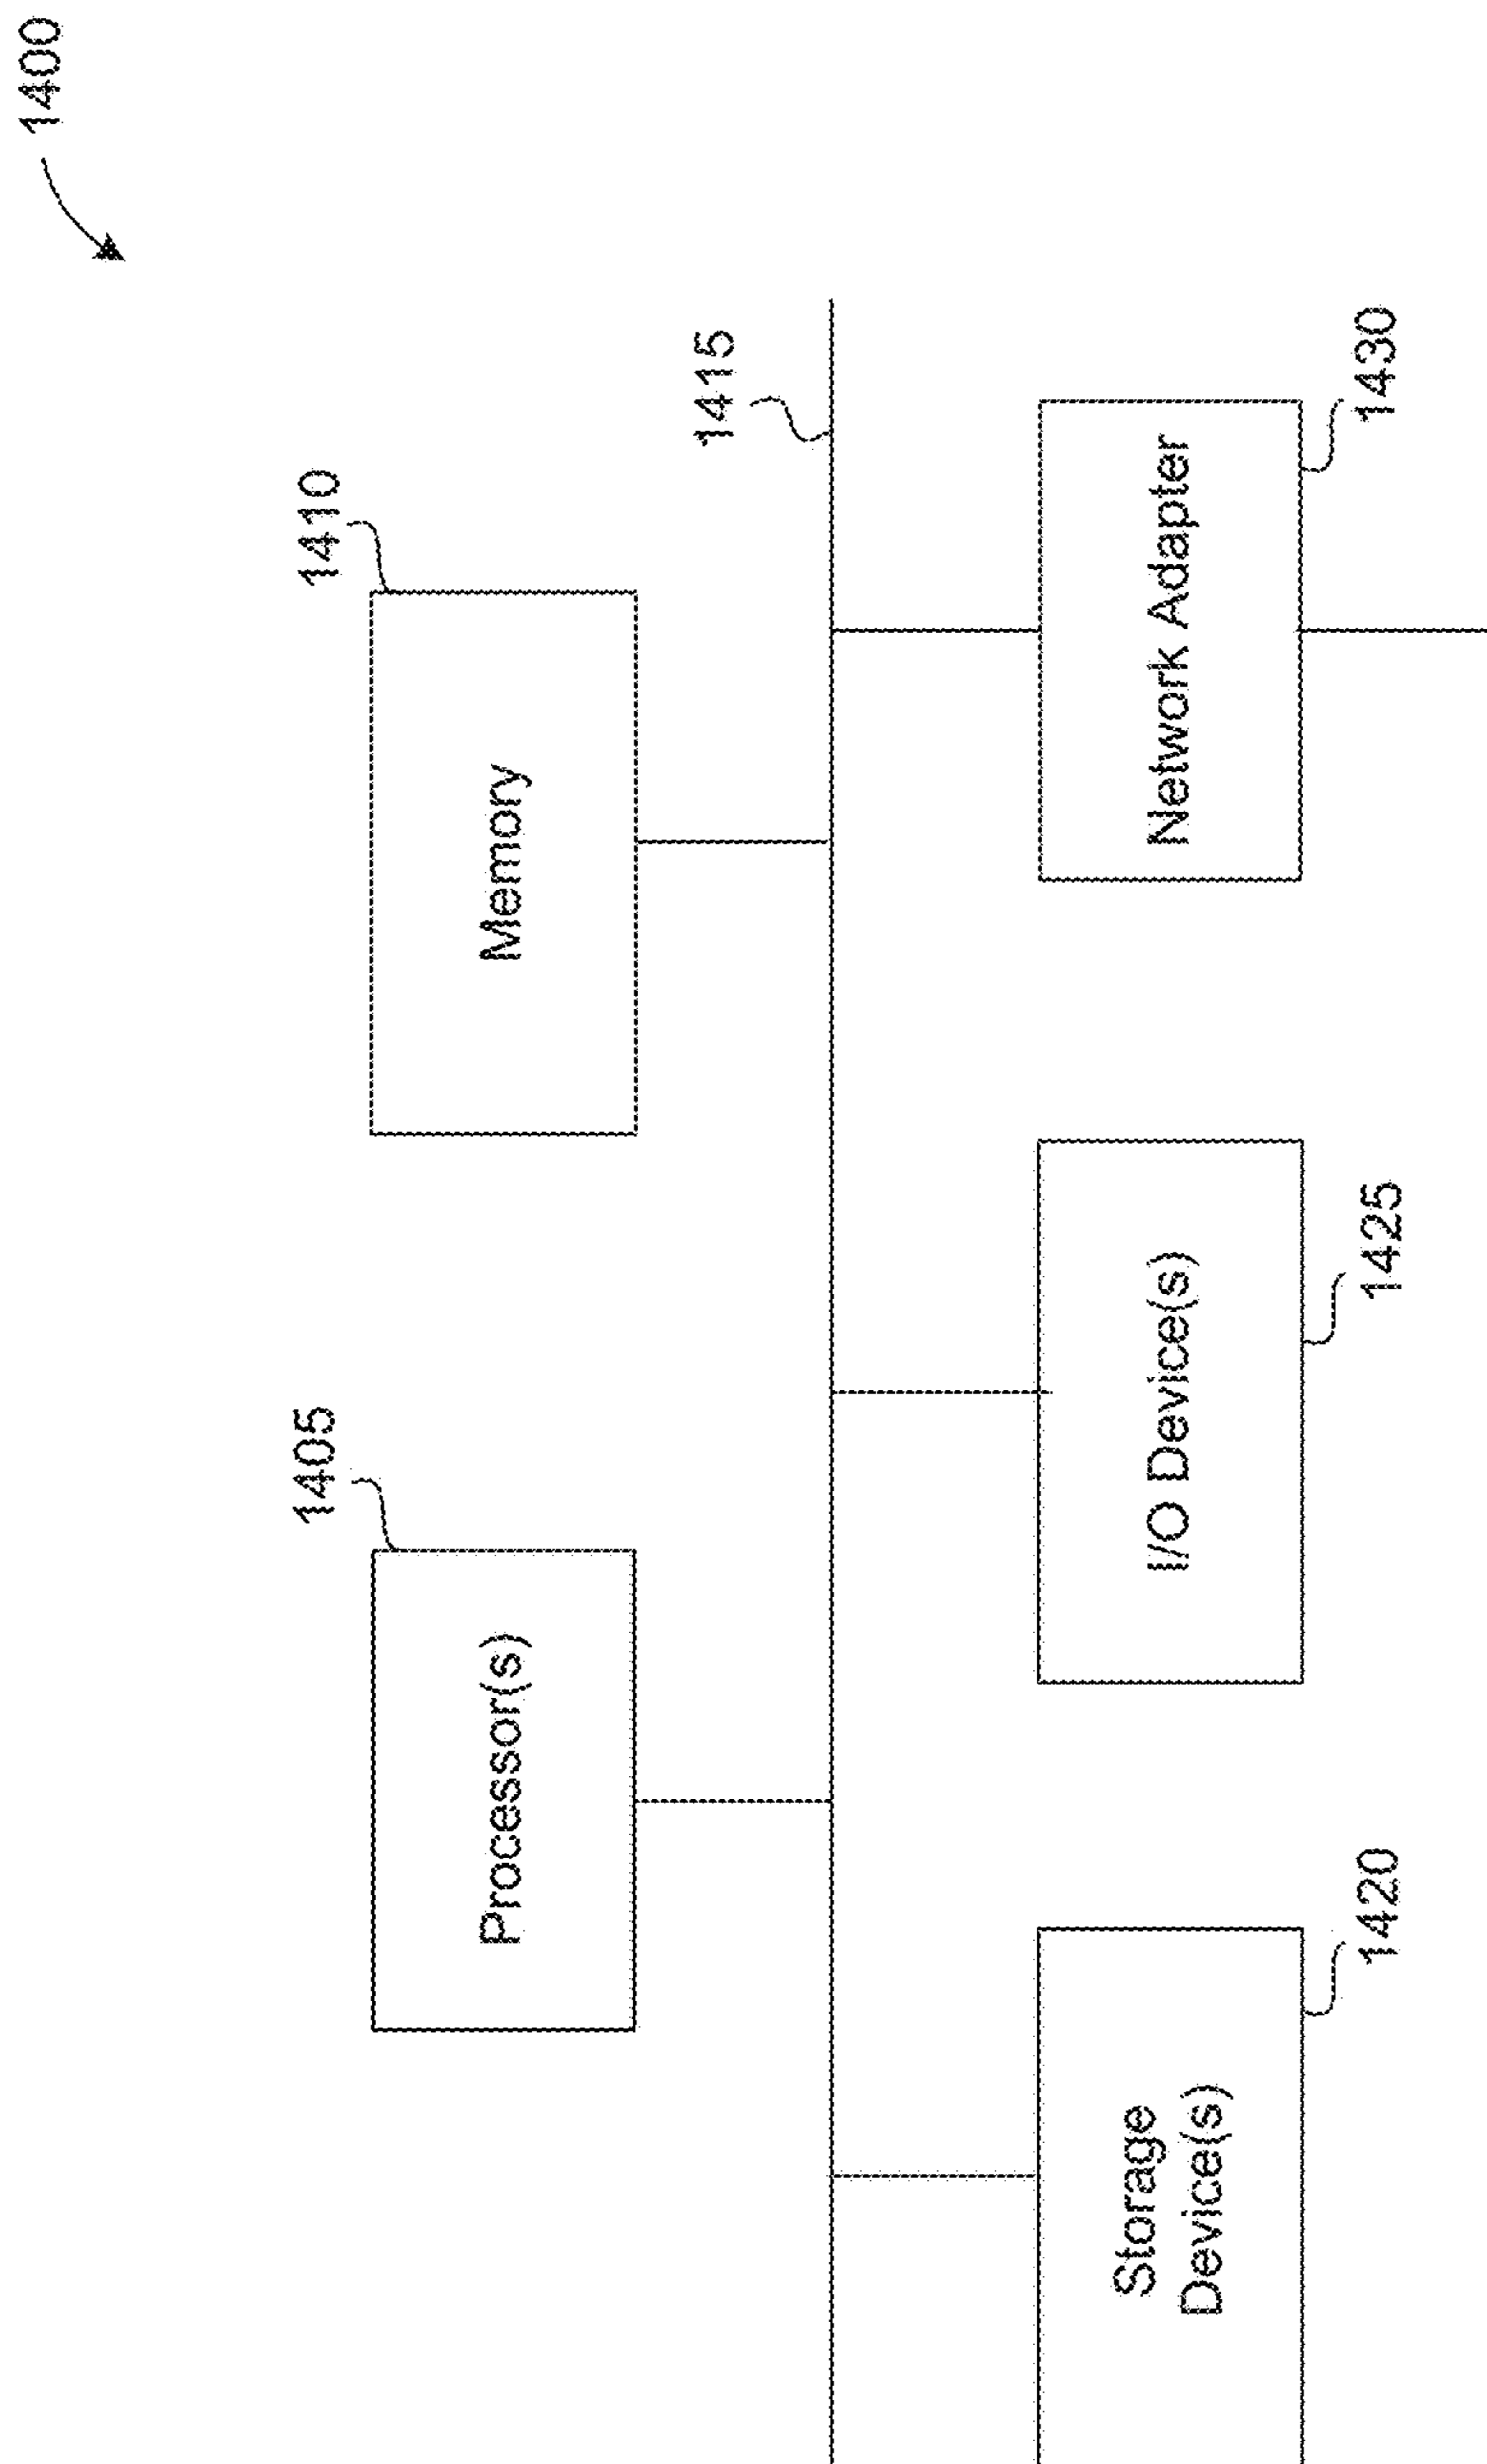 1400
1405
1410
Processor(s)
Memory
1415
Storage
Device(s)
I/O Device(s)
Network Adapter
1420
1425
1430